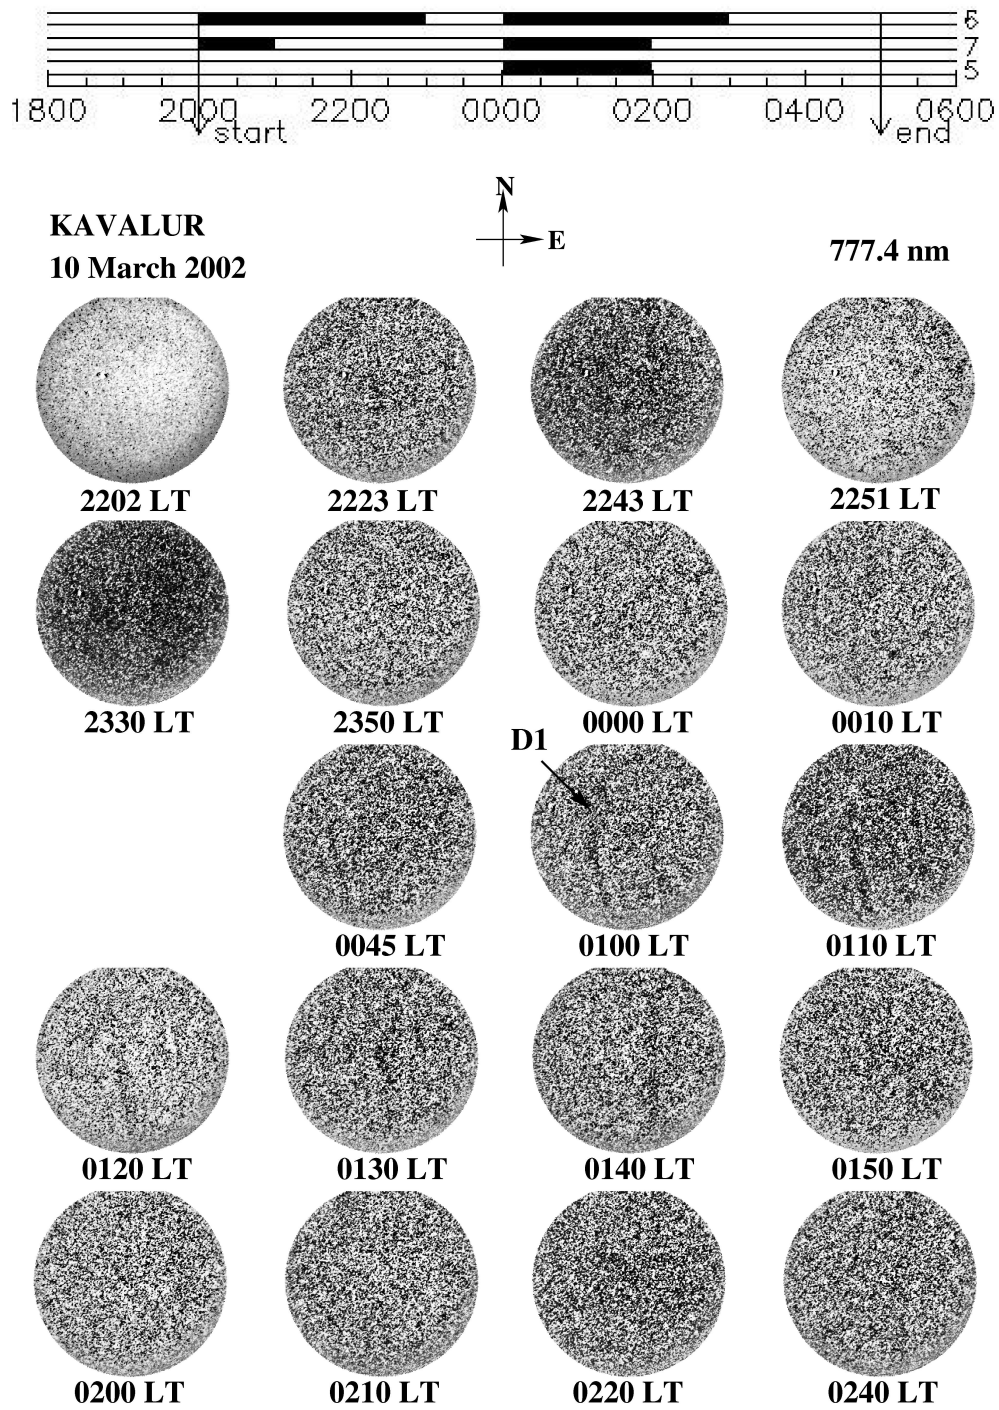 6
7
5
1800 2000 2200 0000 0200 0400 0600
start end
N
KAVALUR
E
777.4 nm
10 March 2002
2202 LT 2223 LT 2243 LT 2251 LT
2330 LT 2350 LT 0000 LT 0010 LT
D1
0045 LT 0100 LT 0110 LT
0120 LT 0130 LT 0140 LT 0150 LT
0200 LT 0210 LT 0220 LT 0240 LT